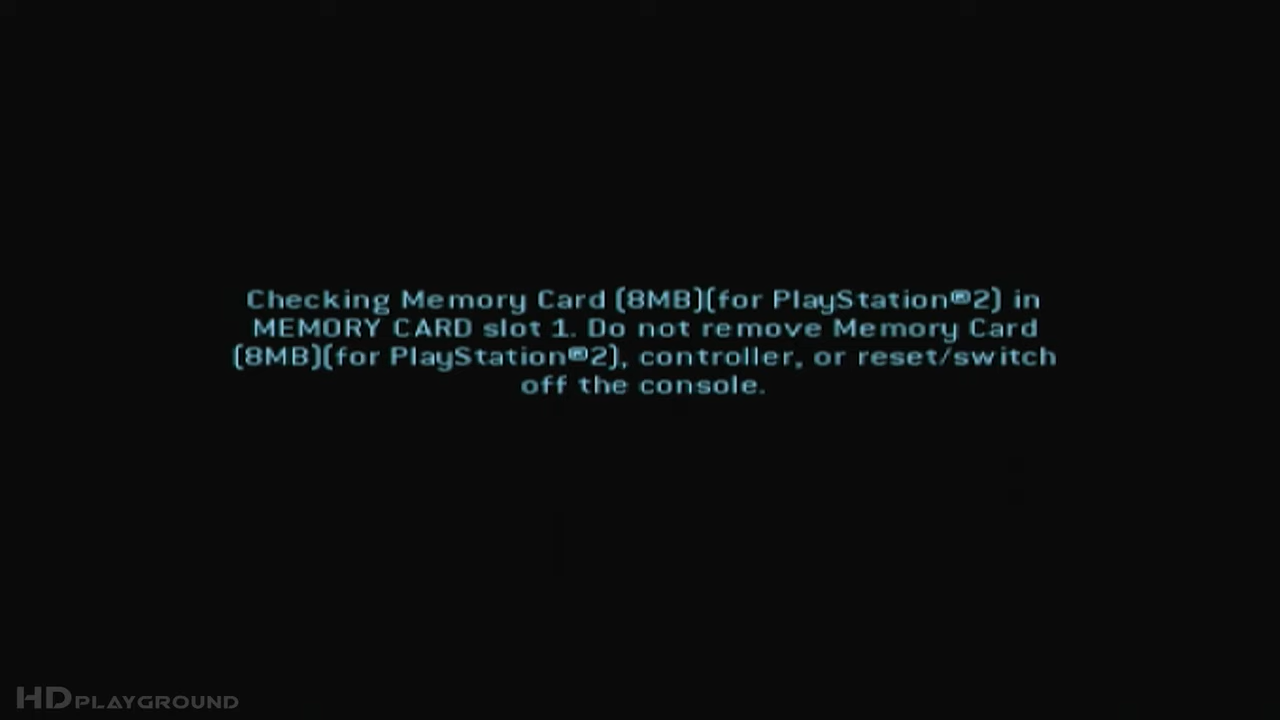 Checking Memory Card (8MB)(for PlayStation®2) in
MEMORY CARD slot 1. Do not remove Memory Card
(8MB)(for PlayStation®2), controller, or reset/switch
off the console.
HDPLAYGROUND